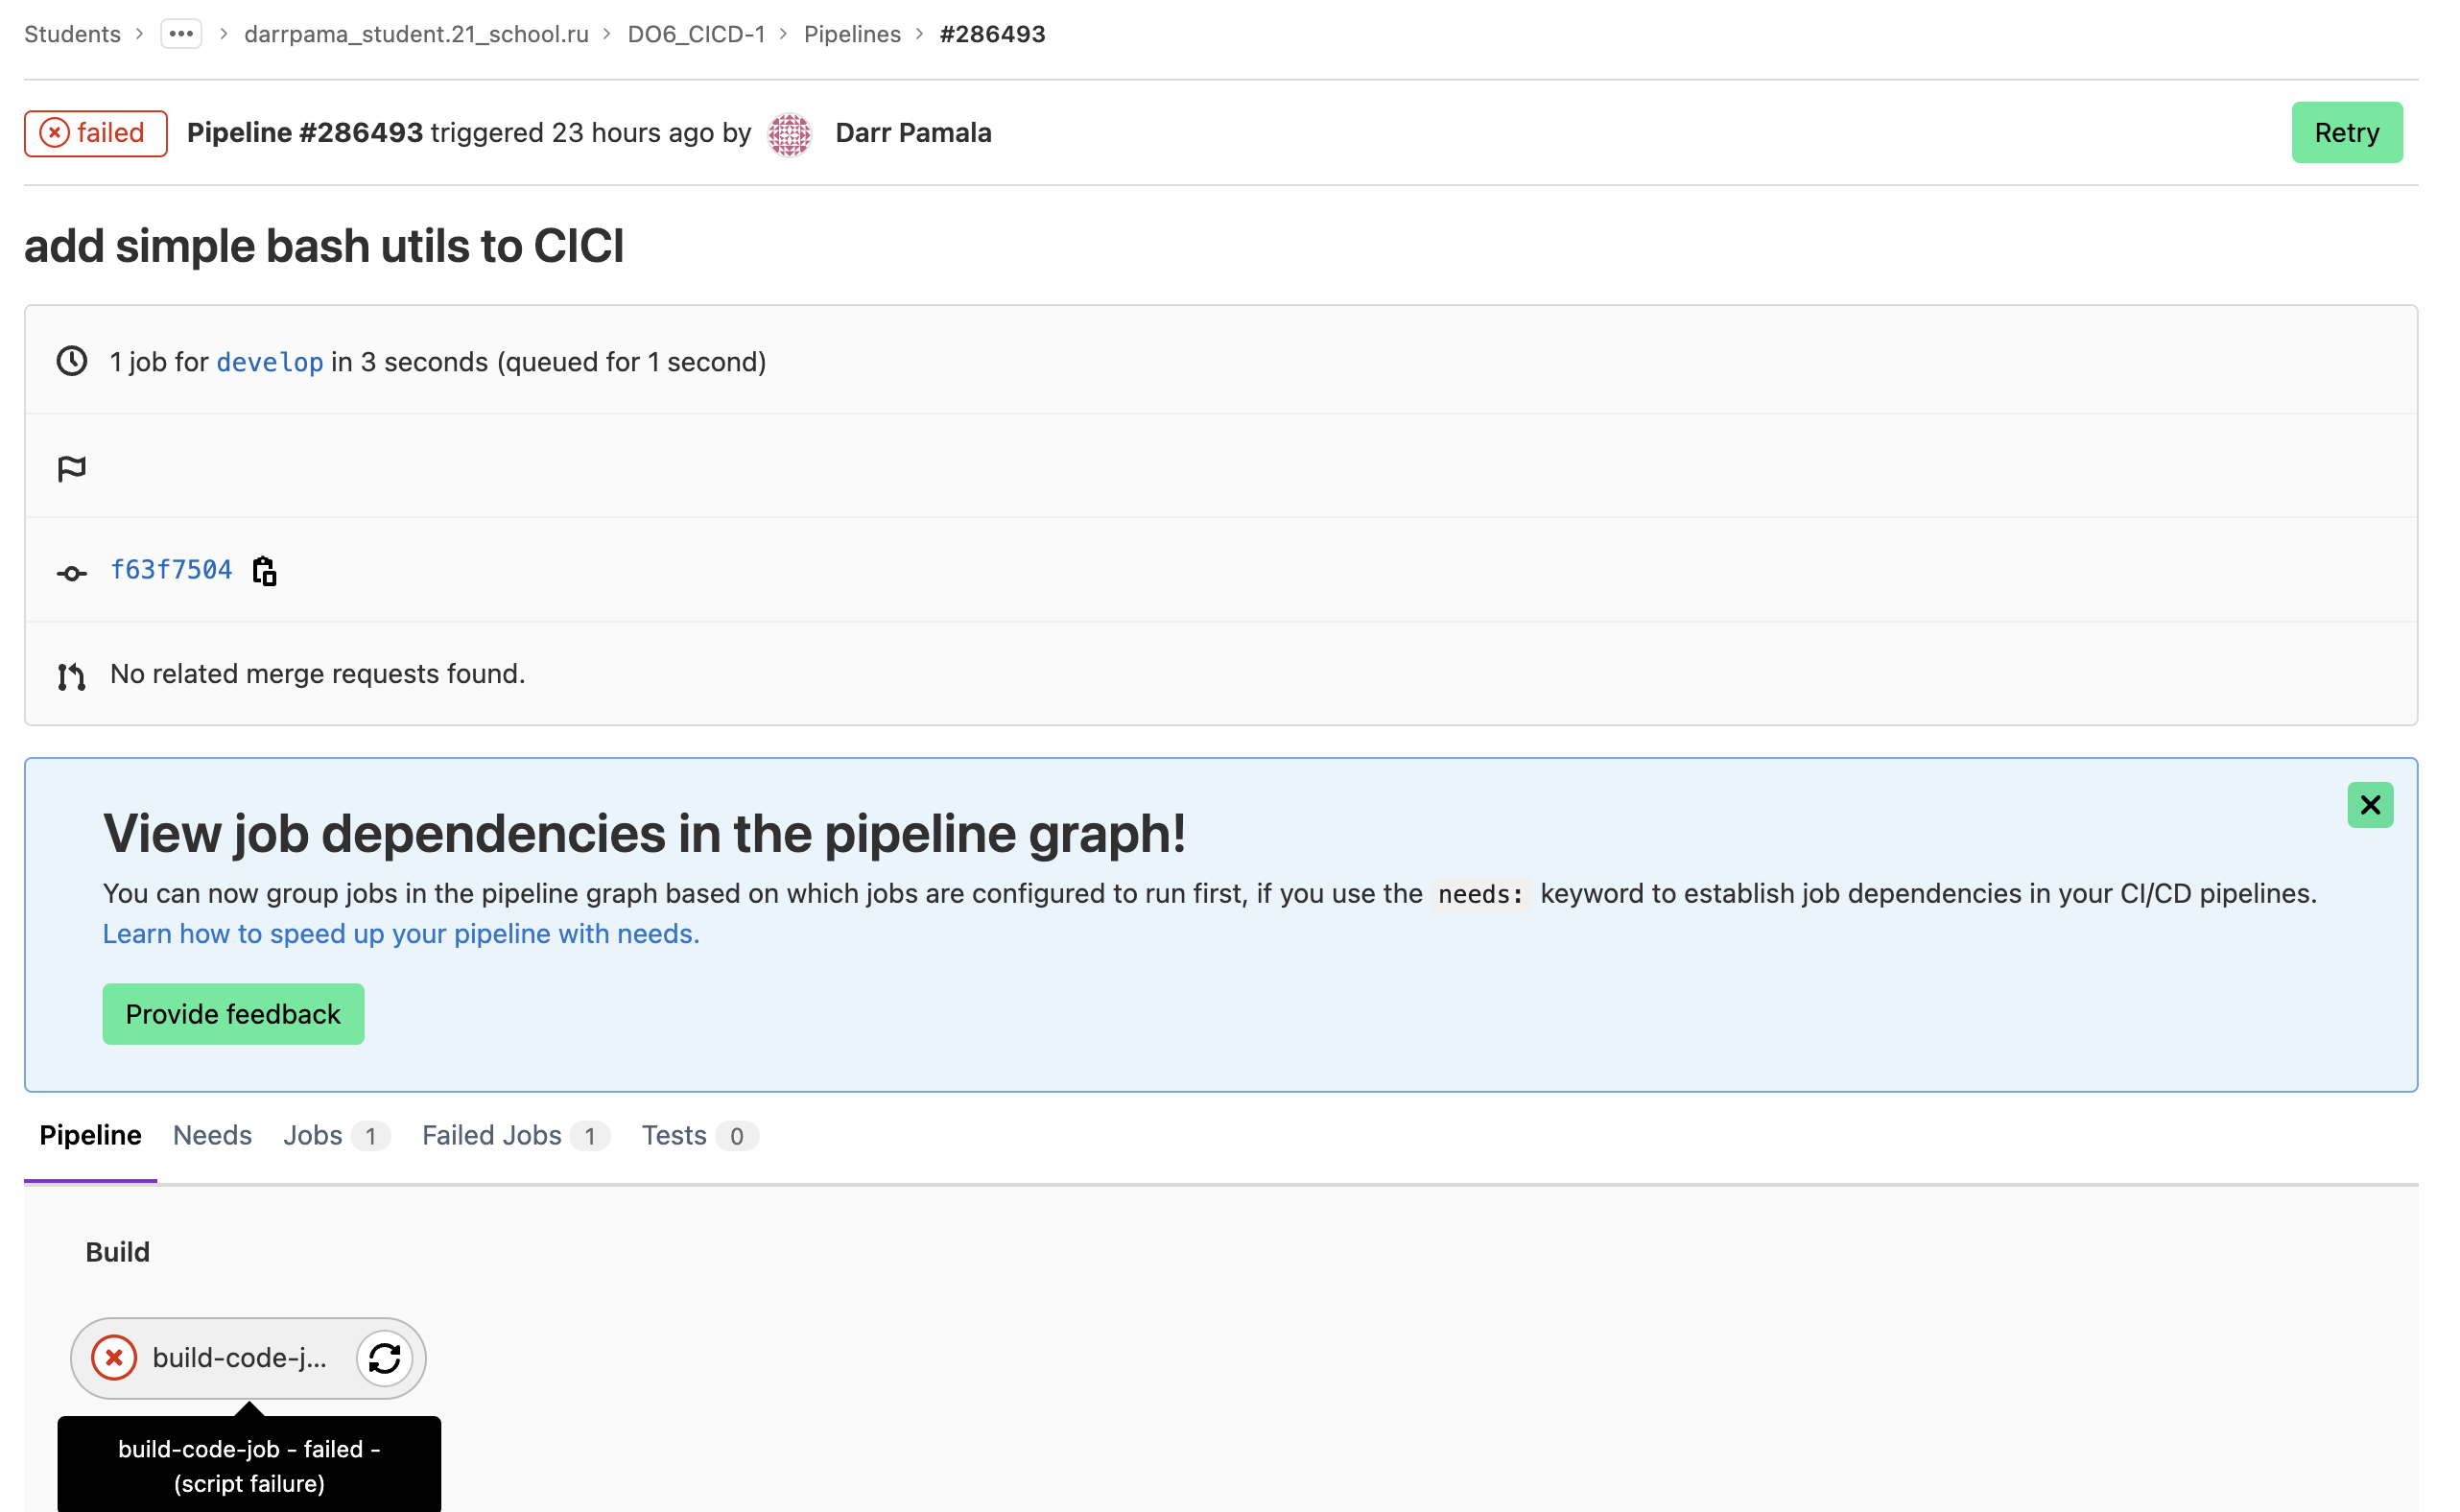 Students > ••• > darrpama_student.21_school.ru > DO6_CICD-1 > Pipelines > #286493
failed Pipeline #286493 triggered 23 hours ago by Darr Pamala Retry
add simple bash utils to CICI
1 job for develop in 3 seconds (queued for 1 second)
f63f7504
No related merge requests found.
View job dependencies in the pipeline graph!
You can now group jobs in the pipeline graph based on which jobs are configured to run first, if you use the needs: keyword to establish job dependencies in your CI/CD pipelines.
Learn how to speed up your pipeline with needs.
Provide feedback
Pipeline Needs Jobs 1 Failed Jobs 1 Tests 0
Build
build-code-j...
build-code-job - failed -
(script failure)